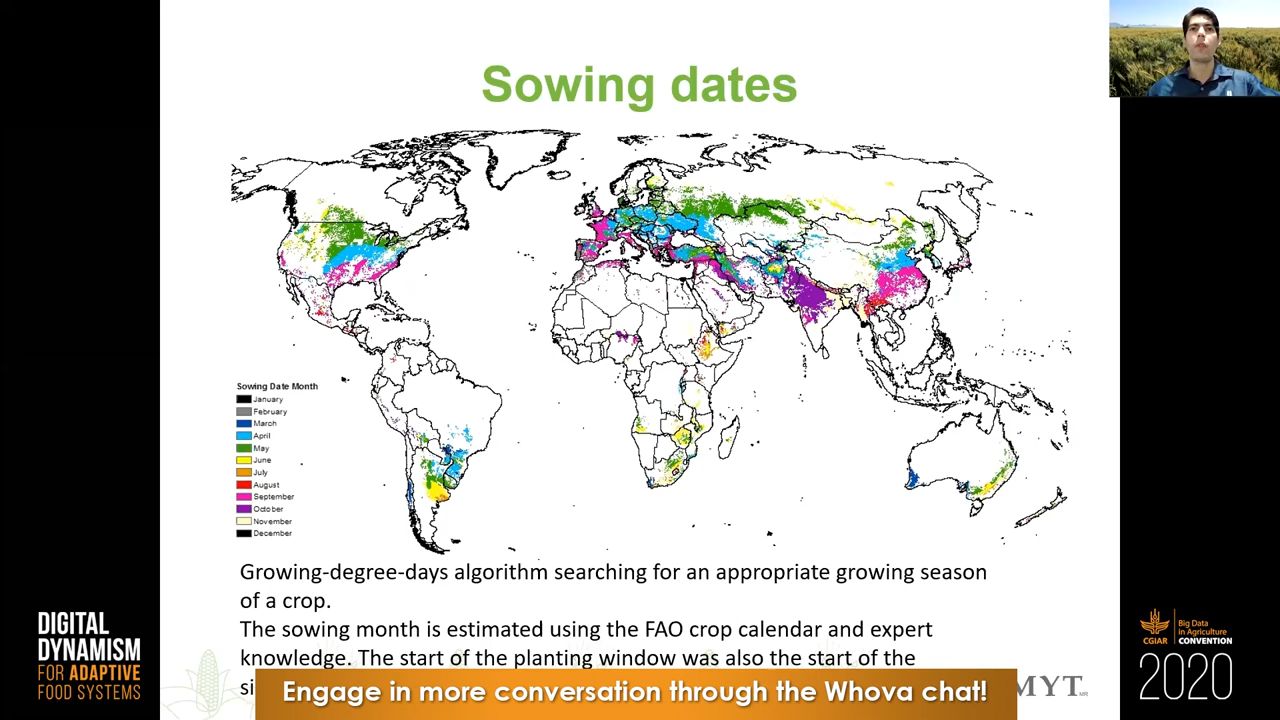 Sowing dates
Sowing Date Month
January
February
March
April
May
June
July
August
September
October
November
December
Growing-degree-days algorithm searching for an appropriate growing season
of a crop.
The sowing month is estimated using the FAO crop calendar and expert
knowledge. The start of the planting window was also the start of the
Engage in more conversation through the Whova chat!
DIGITAL
DYNAMISM
FOR ADAPTIVE
FOOD SYSTEMS
CGIAR
Big Data
in Agriculture
CONVENTION
2020